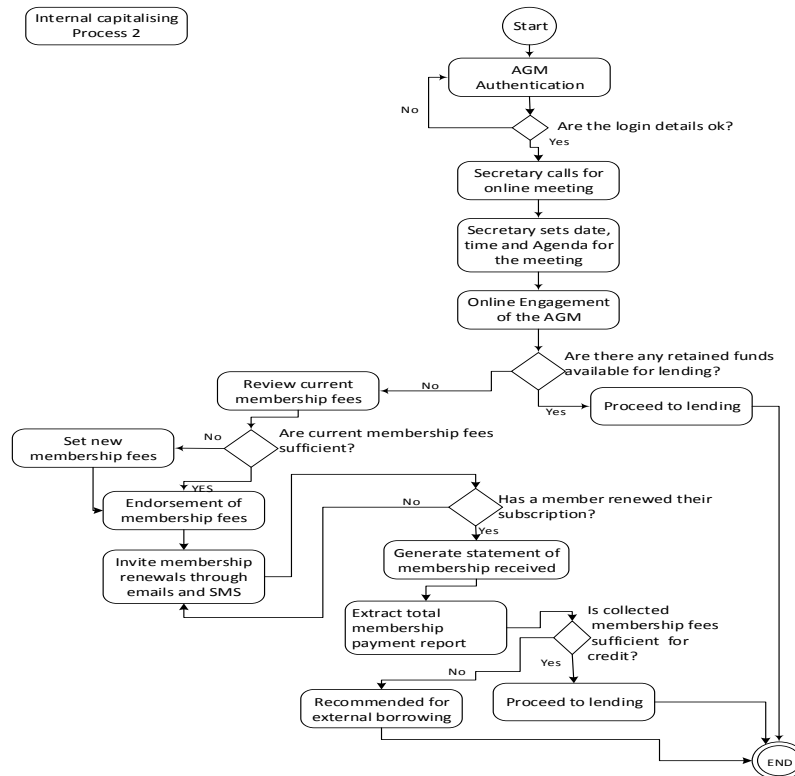 Internal capitalising
Process 2
Start
AGM
Authentication
No
Are the login details ok?
Yes
Secretary calls for
online meeting
Secretary sets date,
time and Agenda for
the meeting
Online Engagement
of the AGM
Are there any retained funds
available for lending?
No
Yes
Review current
membership fees
Proceed to lending
Are current membership fees
sufficient?
No
Set new
membership fees
YES
Endorsement of
membership fees
No
Has a member renewed their
subscription?
Yes
Invite membership
renewals through
emails and SMS
Generate statement of
membership received
Extract total
membership
payment report
Is collected
membership fees
sufficient for
credit?
No
Yes
Recommended for
external borrowing
Proceed to lending
END